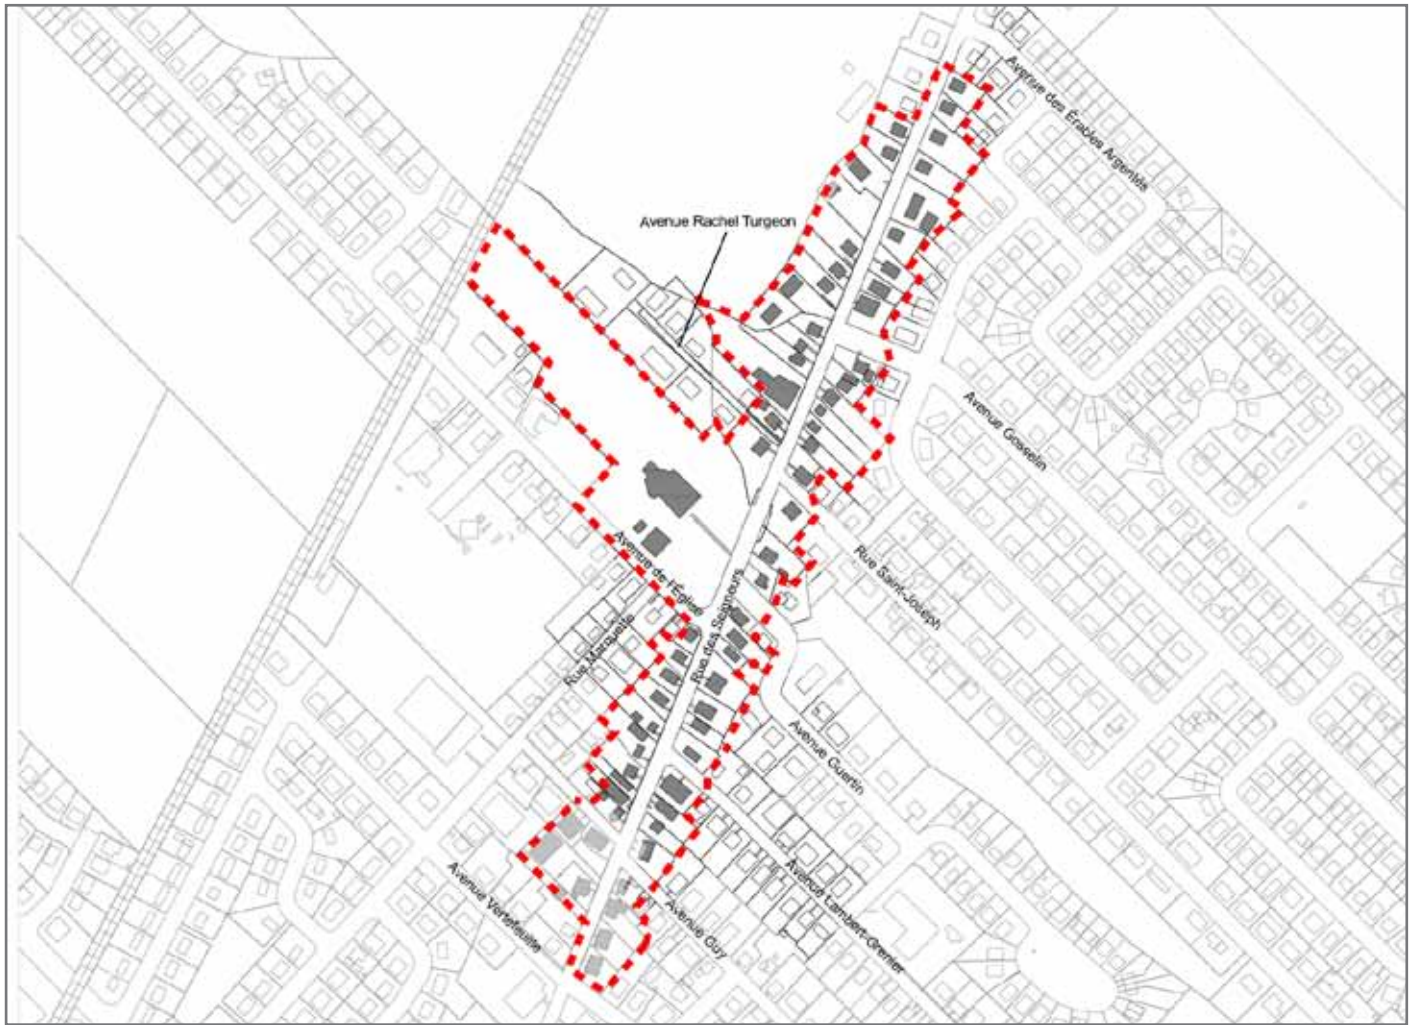 Avenue des Érables Argentés
Avenue Rachel Turgeon
Avenue Gosselin
Rue Saint-Joseph
Avenue de l'Église
Rue des Seigneurs
Rue Marquette
Avenue Guertin
Avenue Vertefeuille
Avenue Lambert-Grenier
Avenue Guy